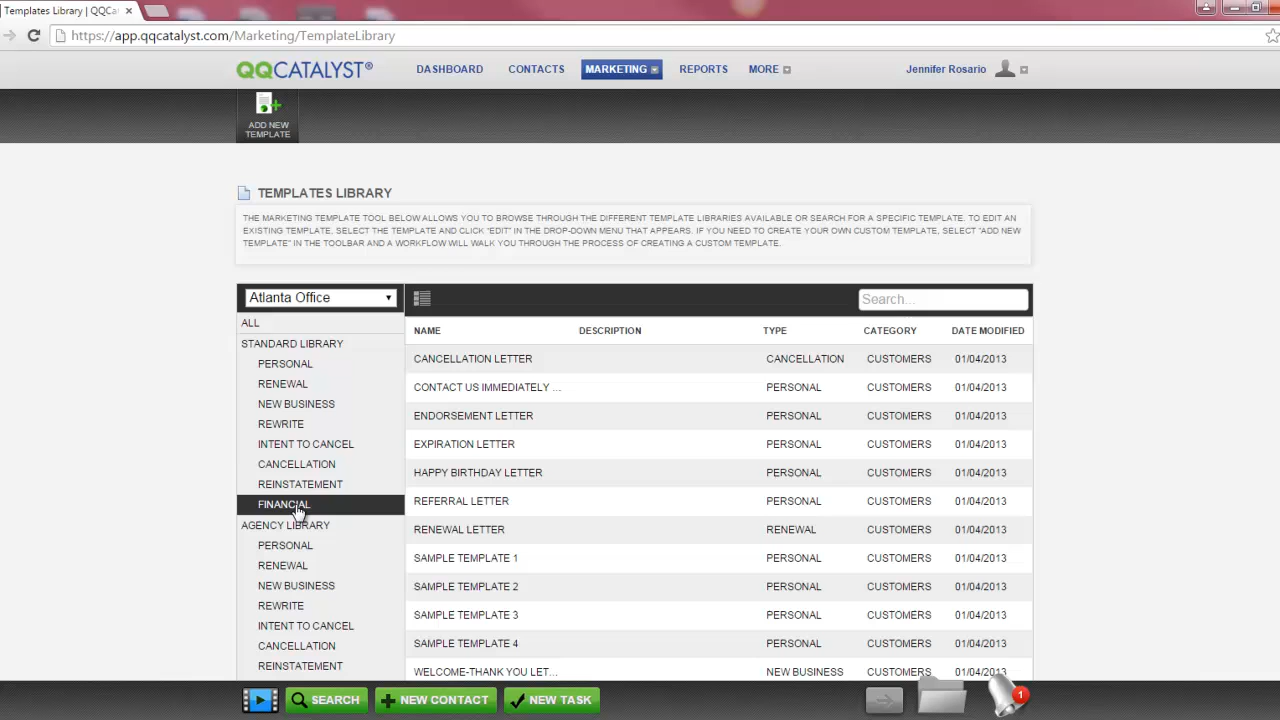 Templates Library | QQCa
https://app.qqcatalyst.com/Marketing/TemplateLibrary
QQCATALYST® DASHBOARD CONTACTS MARKETING REPORTS MORE Jennifer Rosario
ADD NEW
TEMPLATE
TEMPLATES LIBRARY
THE MARKETING TEMPLATE TOOL BELOW ALLOWS YOU TO BROWSE THROUGH THE DIFFERENT TEMPLATE LIBRARIES AVAILABLE OR SEARCH FOR A SPECIFIC TEMPLATE. TO EDIT AN
EXISTING TEMPLATE, SELECT THE TEMPLATE AND CLICK "EDIT" IN THE DROP-DOWN MENU THAT APPEARS. IF YOU NEED TO CREATE YOUR OWN CUSTOM TEMPLATE, SELECT "ADD NEW
TEMPLATE" IN THE TOOLBAR AND A WORKFLOW WILL WALK YOU THROUGH THE PROCESS OF CREATING A CUSTOM TEMPLATE.
Atlanta Office
ALL
STANDARD LIBRARY
PERSONAL
RENEWAL
NEW BUSINESS
REWRITE
INTENT TO CANCEL
CANCELLATION
REINSTATEMENT
FINANCIAL
AGENCY LIBRARY
PERSONAL
RENEWAL
NEW BUSINESS
REWRITE
INTENT TO CANCEL
CANCELLATION
REINSTATEMENT
Search...
NAME DESCRIPTION TYPE CATEGORY DATE MODIFIED
CANCELLATION LETTER CANCELLATION CUSTOMERS 01/04/2013
CONTACT US IMMEDIATELY ... PERSONAL CUSTOMERS 01/04/2013
ENDORSEMENT LETTER PERSONAL CUSTOMERS 01/04/2013
EXPIRATION LETTER PERSONAL CUSTOMERS 01/04/2013
HAPPY BIRTHDAY LETTER PERSONAL CUSTOMERS 01/04/2013
REFERRAL LETTER PERSONAL CUSTOMERS 01/04/2013
RENEWAL LETTER RENEWAL CUSTOMERS 01/04/2013
SAMPLE TEMPLATE 1 PERSONAL CUSTOMERS 01/04/2013
SAMPLE TEMPLATE 2 PERSONAL CUSTOMERS 01/04/2013
SAMPLE TEMPLATE 3 PERSONAL CUSTOMERS 01/04/2013
SAMPLE TEMPLATE 4 PERSONAL CUSTOMERS 01/04/2013
WELCOME-THANK YOU LET... NEW BUSINESS CUSTOMERS 01/04/2013
SEARCH NEW CONTACT NEW TASK 1